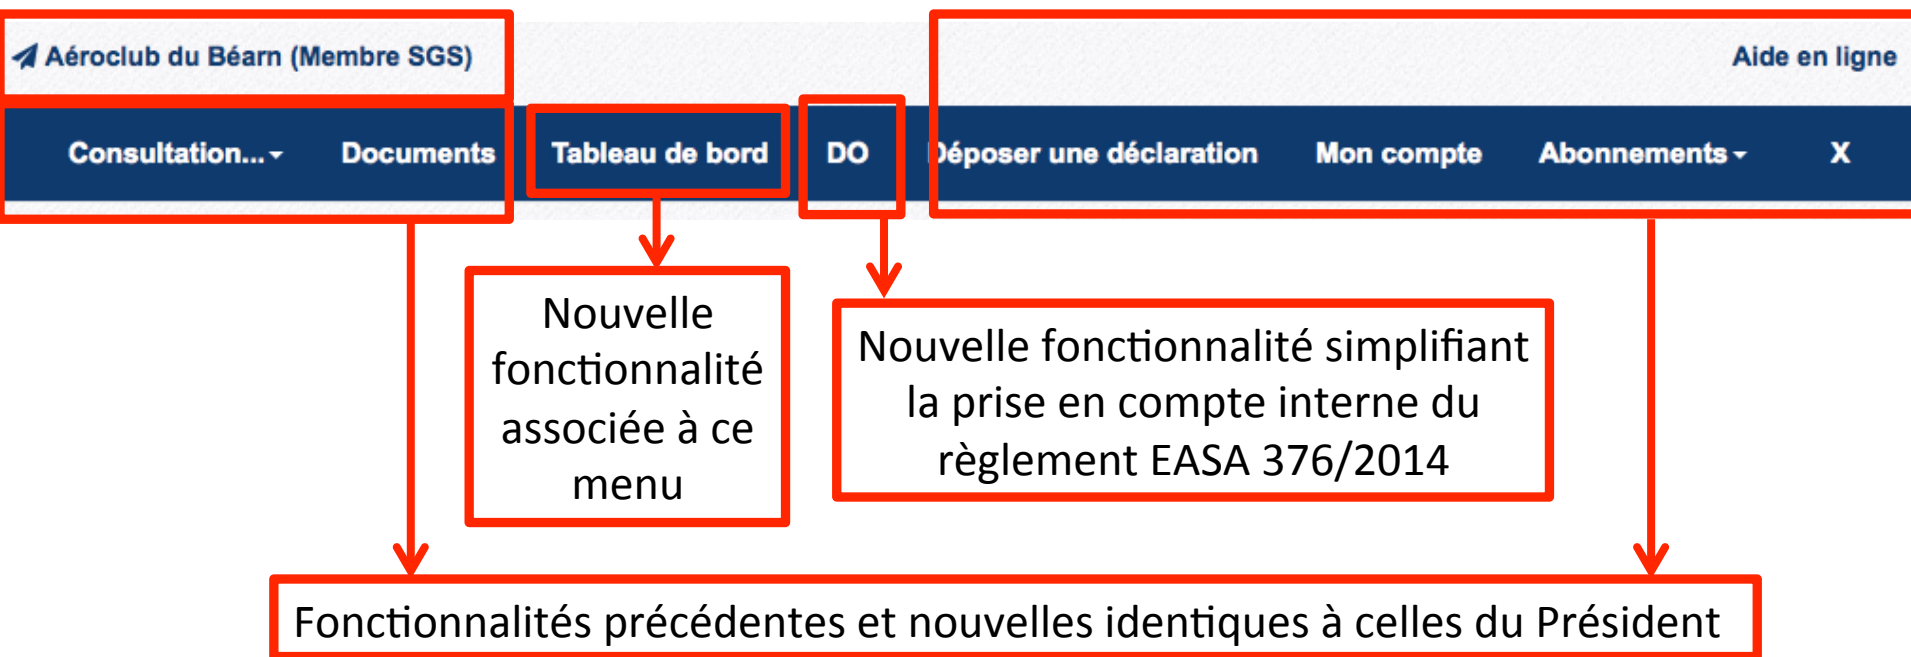 Aéroclub du Béarn (Membre SGS)
Aide en ligne
Consultation... Documents Tableau de bord DO Déposer une déclaration Mon compte Abonnements X
Nouvelle
fonctionnalité
associée à ce
menu
Nouvelle fonctionnalité simplifiant
la prise en compte interne du
règlement EASA 376/2014
Fonctionnalités précédentes et nouvelles identiques à celles du Président